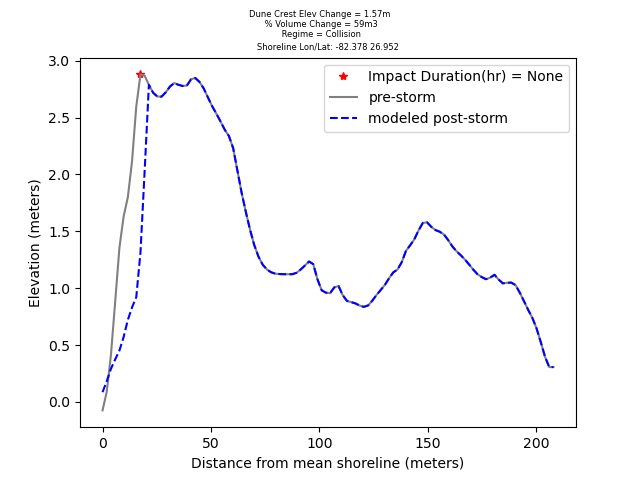 Dune Crest Elev Change = 1.57m
% Volume Change = 59m3
Regime = Collision
Shoreline Lon/Lat: -82.378 26.952
Impact Duration(hr) = None
pre-storm
modeled post-storm
Elevation (meters)
3.0
2.5
2.0
1.5
1.0
0.5
0.0
0
50
100
150
200
Distance from mean shoreline (meters)